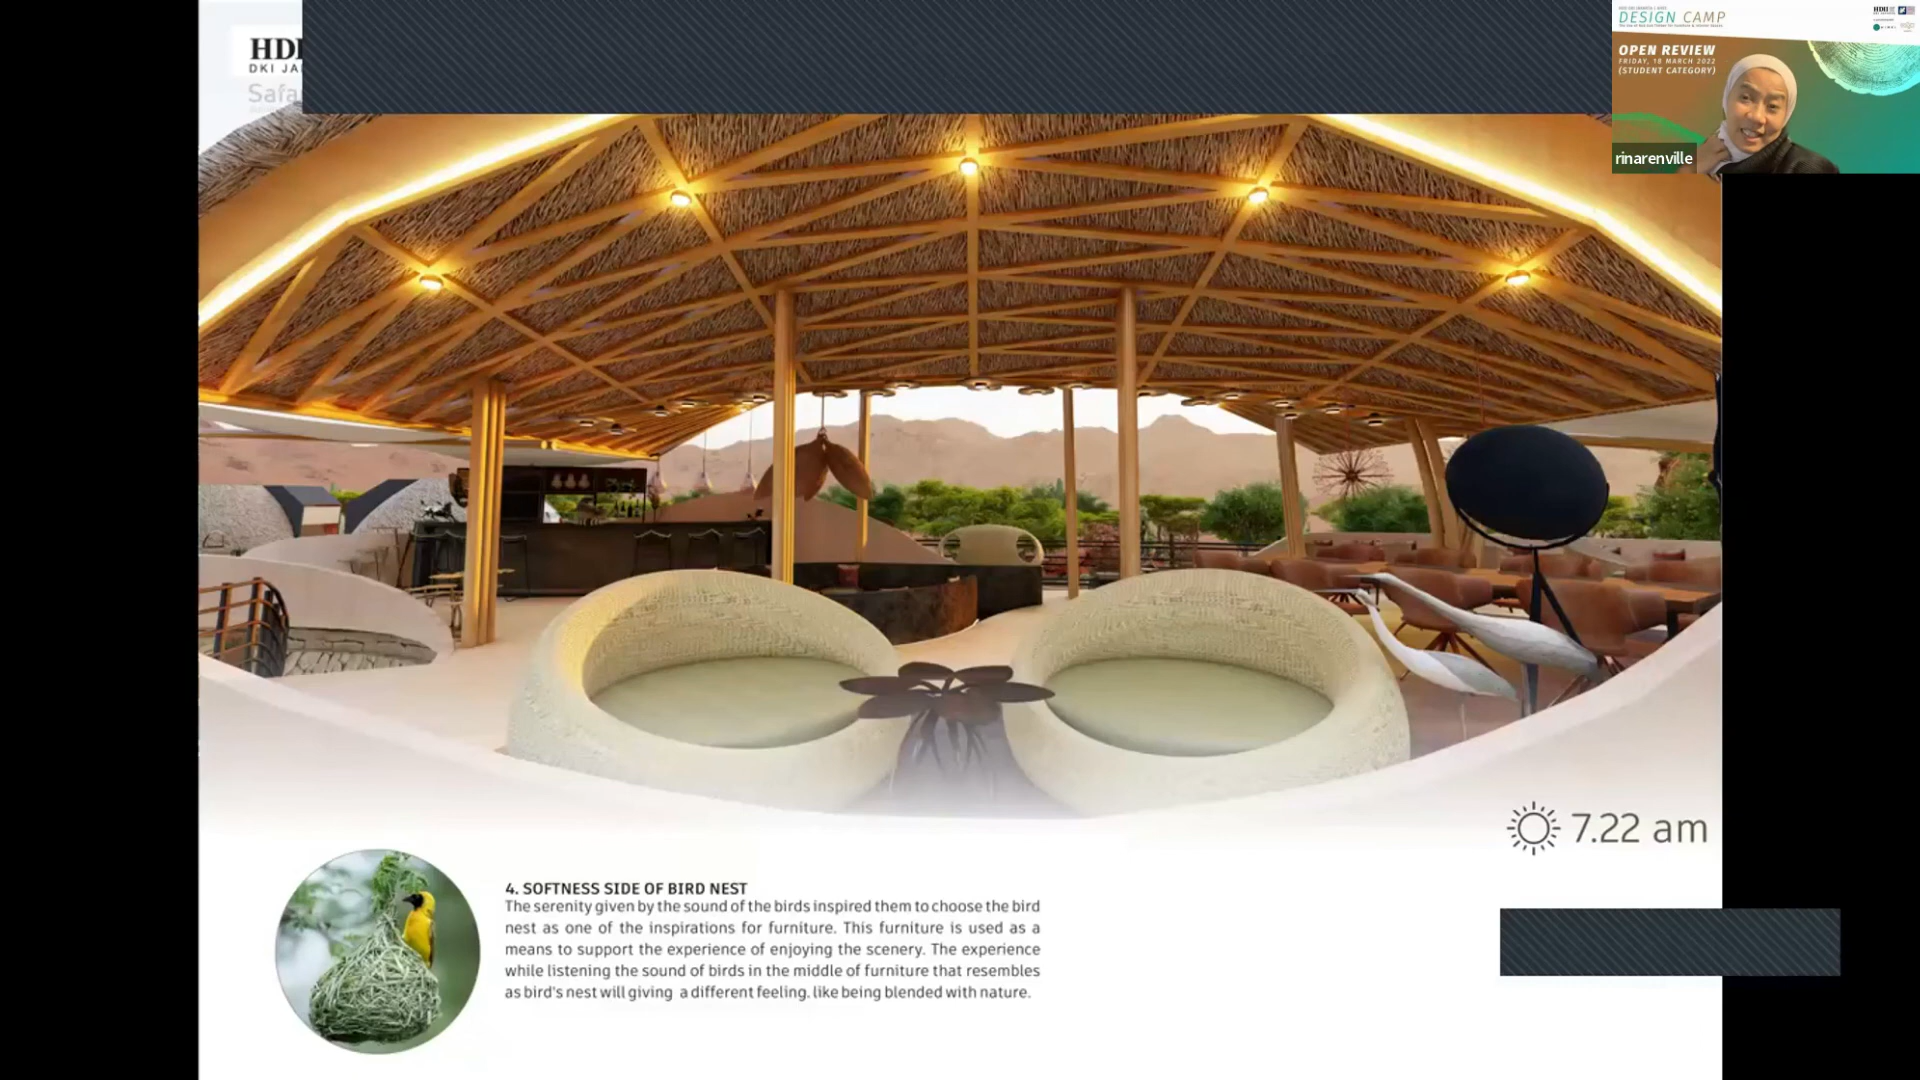 HDI
DKI JA
Safa
DESIGN CAMP
OPEN REVIEW
FRIDAY, 18 MARCH 2022
(STUDENT CATEGORY)
rinarenville
7.22 am
4. SOFTNESS SIDE OF BIRD NEST
The serenity given by the sound of the birds inspired them to choose the bird
nest as one of the inspirations for furniture. This furniture is used as a
means to support the experience of enjoying the scenery. The experience
while listening the sound of birds in the middle of furniture that resembles
as bird's nest will giving a different feeling. like being blended with nature.